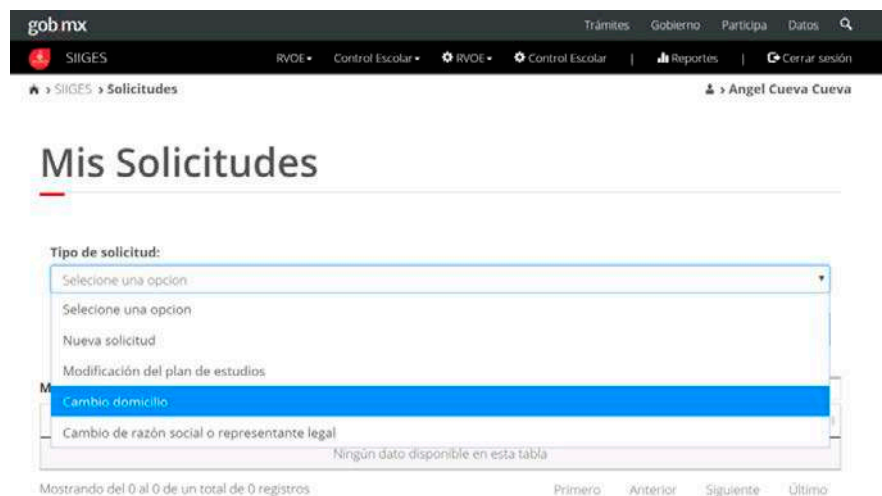 gob mx Trámites Gobierno Participa Datos
SIIGES RVOE Control Escolar RVOE Control Escolar | Reportes | Cerrar sesión
> SIIGES > Solicitudes > Angel Cueva Cueva
Mis Solicitudes
Tipo de solicitud:
Selecione una opcion
Selecione una opcion
Nueva solicitud
Modificación del plan de estudios
M
Cambio domicilio
Cambio de razón social o representante legal
Ningún dato disponible en esta tabla
Mostrando del 0 al 0 de un total de 0 registros Primero Anterior Siguiente Último